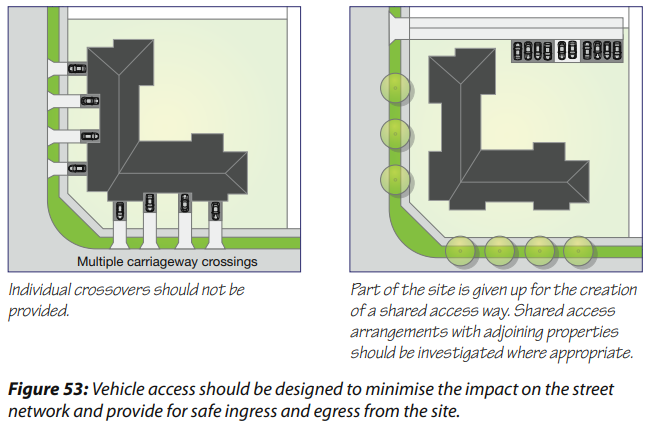 Multiple carriageway crossings
Individual crossovers should not be
provided.
Part of the site is given up for the creation
of a shared access way. Shared access
arrangements with adjoining properties
should be investigated where appropriate.
Figure 53: Vehicle access should be designed to minimise the impact on the street
network and provide for safe ingress and egress from the site.